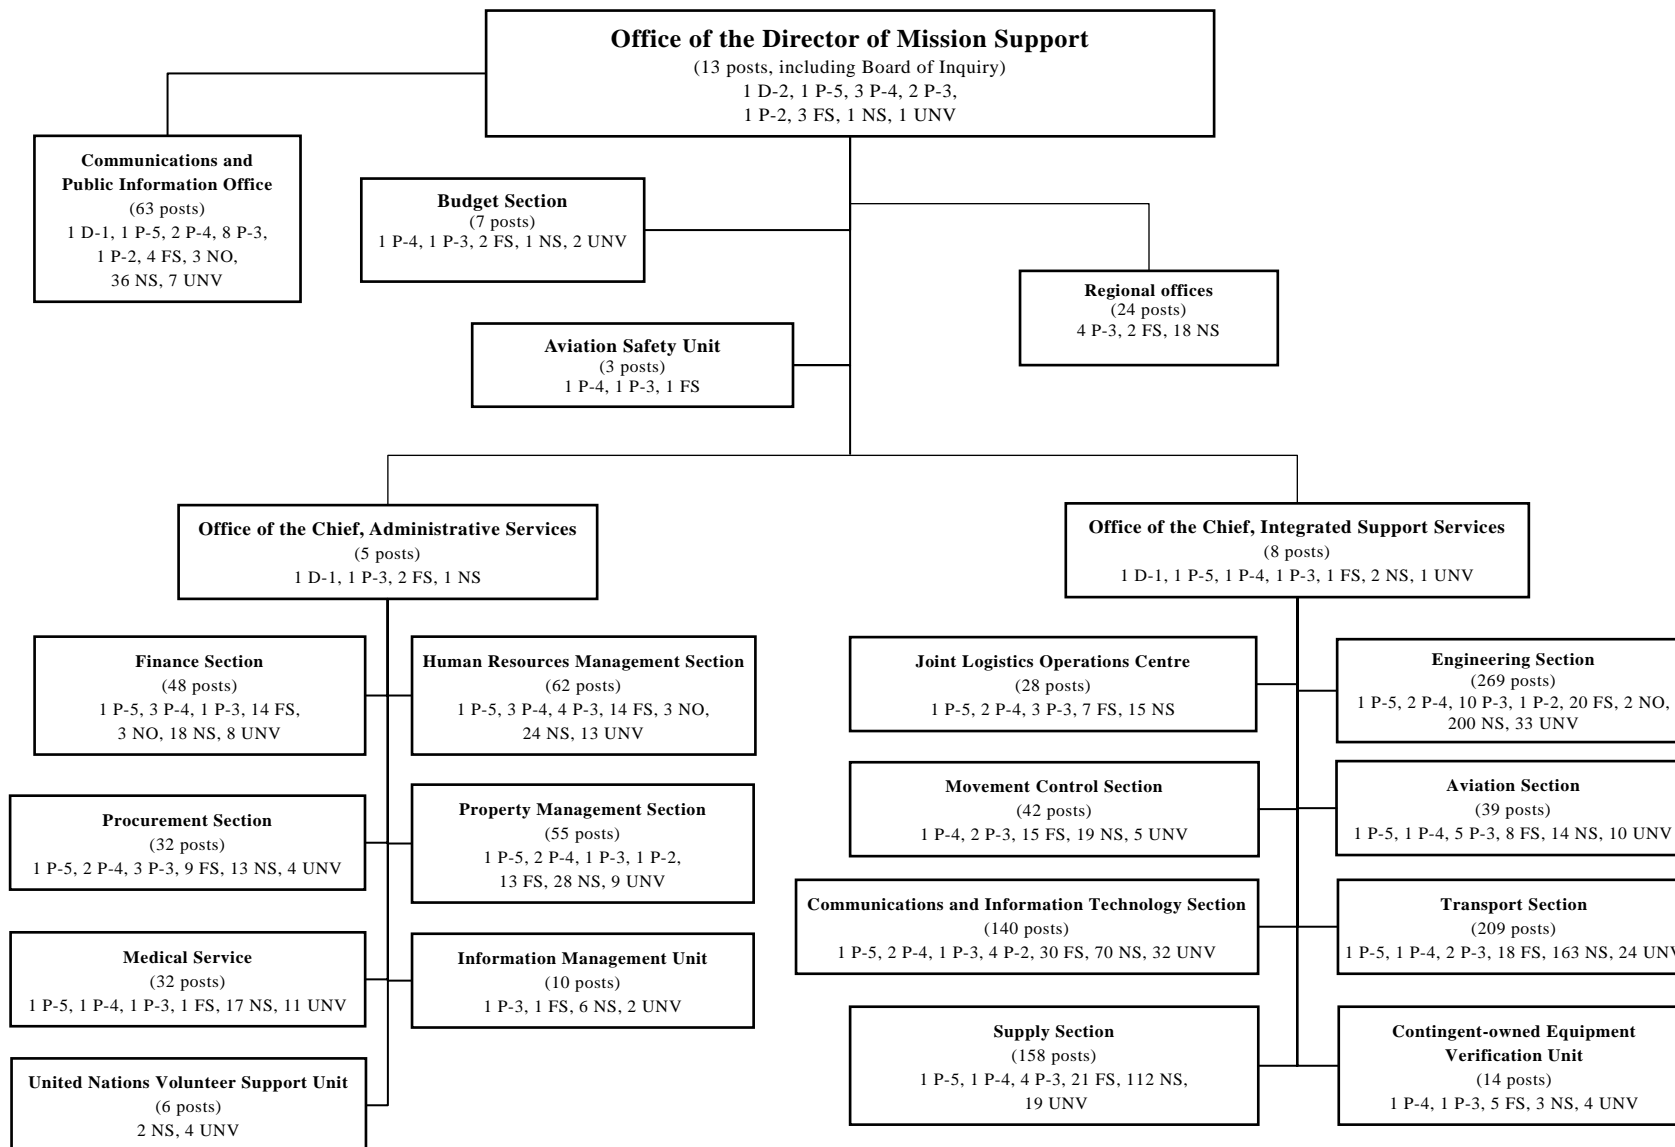 Office of the Director of Mission Support
(13 posts, including Board of Inquiry)
1 D-2, 1 P-5, 3 P-4, 2 P-3,
1 P-2, 3 FS, 1 NS, 1 UNV
Communications and
Public Information Office
(63 posts)
1 D-1, 1 P-5, 2 P-4, 8 P-3,
1 P-2, 4 FS, 3 NO,
36 NS, 7 UNV
Budget Section
(7 posts)
1 P-4, 1 P-3, 2 FS, 1 NS, 2 UNV
Regional offices
(24 posts)
4 P-3, 2 FS, 18 NS
Aviation Safety Unit
(3 posts)
1 P-4, 1 P-3, 1 FS
Office of the Chief, Administrative Services
(5 posts)
1 D-1, 1 P-3, 2 FS, 1 NS
Office of the Chief, Integrated Support Services
(8 posts)
1 D-1, 1 P-5, 1 P-4, 1 P-3, 1 FS, 2 NS, 1 UNV
Finance Section
(48 posts)
1 P-5, 3 P-4, 1 P-3, 14 FS,
3 NO, 18 NS, 8 UNV
Human Resources Management Section
(62 posts)
1 P-5, 3 P-4, 4 P-3, 14 FS, 3 NO,
24 NS, 13 UNV
Joint Logistics Operations Centre
(28 posts)
1 P-5, 2 P-4, 3 P-3, 7 FS, 15 NS
Engineering Section
(269 posts)
1 P-5, 2 P-4, 10 P-3, 1 P-2, 20 FS, 2 NO,
200 NS, 33 UNV
Procurement Section
(32 posts)
1 P-5, 2 P-4, 3 P-3, 9 FS, 13 NS, 4 UNV
Property Management Section
(55 posts)
1 P-5, 2 P-4, 1 P-3, 1 P-2,
13 FS, 28 NS, 9 UNV
Movement Control Section
(42 posts)
1 P-4, 2 P-3, 15 FS, 19 NS, 5 UNV
Aviation Section
(39 posts)
1 P-5, 1 P-4, 5 P-3, 8 FS, 14 NS, 10 UNV
Medical Service
(32 posts)
1 P-5, 1 P-4, 1 P-3, 1 FS, 17 NS, 11 UNV
Information Management Unit
(10 posts)
1 P-3, 1 FS, 6 NS, 2 UNV
Communications and Information Technology Section
(140 posts)
1 P-5, 2 P-4, 1 P-3, 4 P-2, 30 FS, 70 NS, 32 UNV
Transport Section
(209 posts)
1 P-5, 1 P-4, 2 P-3, 18 FS, 163 NS, 24 UNV
United Nations Volunteer Support Unit
(6 posts)
2 NS, 4 UNV
Supply Section
(158 posts)
1 P-5, 1 P-4, 4 P-3, 21 FS, 112 NS,
19 UNV
Contingent-owned Equipment
Verification Unit
(14 posts)
1 P-4, 1 P-3, 5 FS, 3 NS, 4 UNV